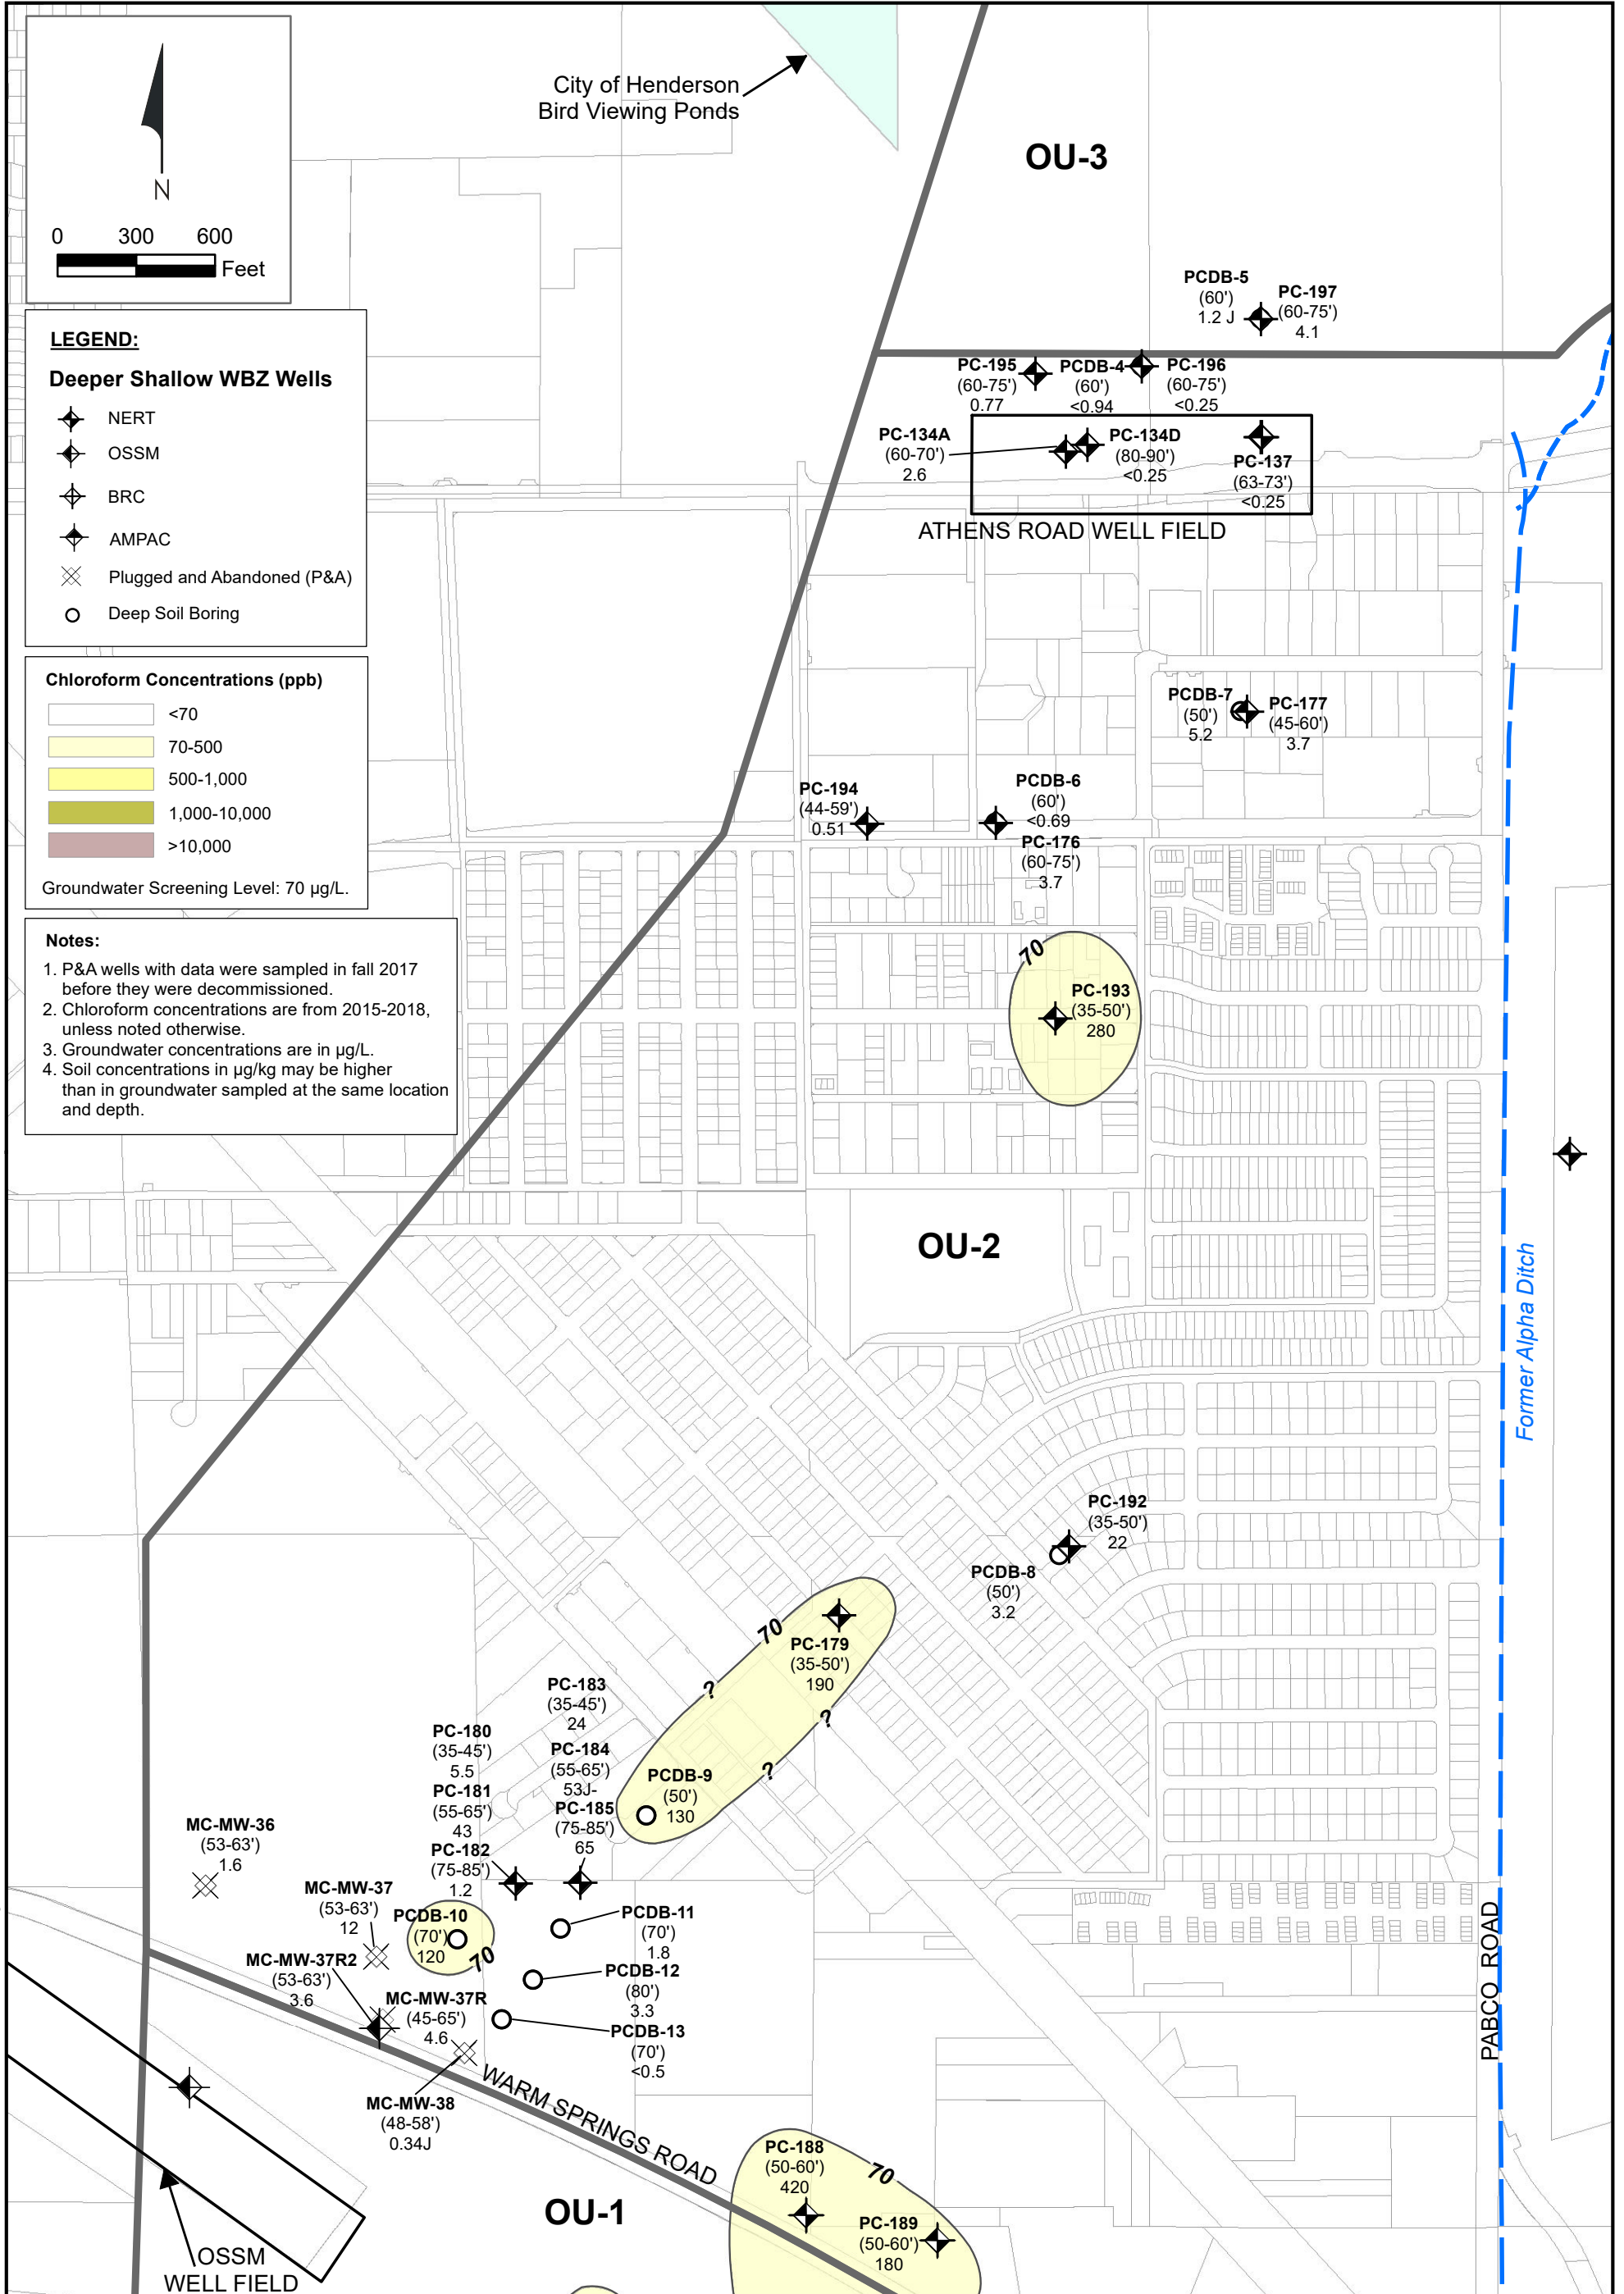 City of Henderson
Bird Viewing Ponds
OU-3
N
0 300 600
Feet
LEGEND:
Deeper Shallow WBZ Wells
NERT
OSSM
BRC
AMPAC
Plugged and Abandoned (P&A)
Deep Soil Boring
Chloroform Concentrations (ppb)
<70
70-500
500-1,000
1,000-10,000
>10,000
Groundwater Screening Level: 70 µg/L.
Notes:
1. P&A wells with data were sampled in fall 2017
before they were decommissioned.
2. Chloroform concentrations are from 2015-2018,
unless noted otherwise.
3. Groundwater concentrations are in µg/L.
4. Soil concentrations in µg/kg may be higher
than in groundwater sampled at the same location
and depth.
PCDB-5
(60')
1.2 J
PC-197
(60-75')
4.1
PC-195
(60-75')
0.77
PCDB-4
(60')
<0.94
PC-196
(60-75')
<0.25
PC-134A
(60-70')
2.6
PC-134D
(80-90')
<0.25
PC-137
(63-73')
<0.25
ATHENS ROAD WELL FIELD
PCDB-7
(50')
5.2
PC-177
(45-60')
3.7
PC-194
(44-59')
0.51
PCDB-6
(60')
<0.69
PC-176
(60-75')
3.7
70
PC-193
(35-50')
280
OU-2
Former Alpha Ditch
PC-192
(35-50')
22
PCDB-8
(50')
3.2
70
PC-179
(35-50')
190
?
?
?
PC-183
(35-45')
24
PC-180
(35-45')
5.5
PC-184
(55-65')
53J-
PC-181
(55-65')
43
PC-185
(75-85')
65
PCDB-9
(50')
130
PC-182
(75-85')
1.2
MC-MW-36
(53-63')
1.6
MC-MW-37
(53-63')
12
PCDB-10
(70')
120
70
PCDB-11
(70')
1.8
MC-MW-37R2
(53-63')
3.6
PCDB-12
(80')
3.3
MC-MW-37R
(45-65')
4.6
PCDB-13
(70')
<0.5
MC-MW-38
(48-58')
0.34J
WARM SPRINGS ROAD
PABCO ROAD
PC-188
(50-60')
420
70
PC-189
(50-60')
180
OU-1
OSSM
WELL FIELD